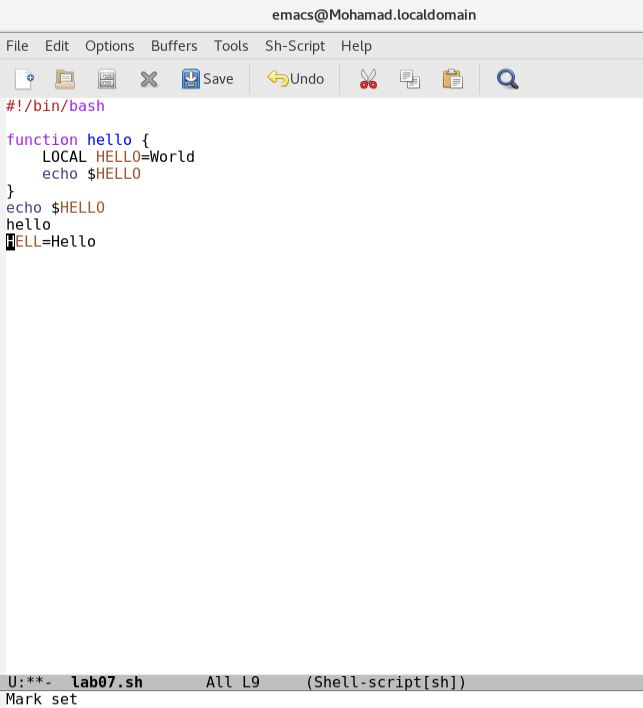 emacs@Mohamad.localdomain
File Edit Options Buffers Tools Sh-Script Help
Save Undo
#!/bin/bash
function hello {
    LOCAL HELLO=World
    echo $HELLO
}
echo $HELLO
hello
HELL=Hello
U:**-  lab07.sh       All L9     (Shell-script[sh])
Mark set